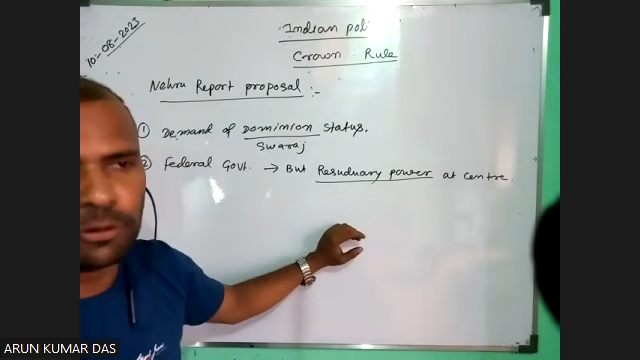 10-08-2023
Indian pol
Crown Rule
Nehru Report proposal :-
① Demand of Dominion Status.
Swaraj
② Federal Govt. → But Resuduary power at centre.
ARUN KUMAR DAS